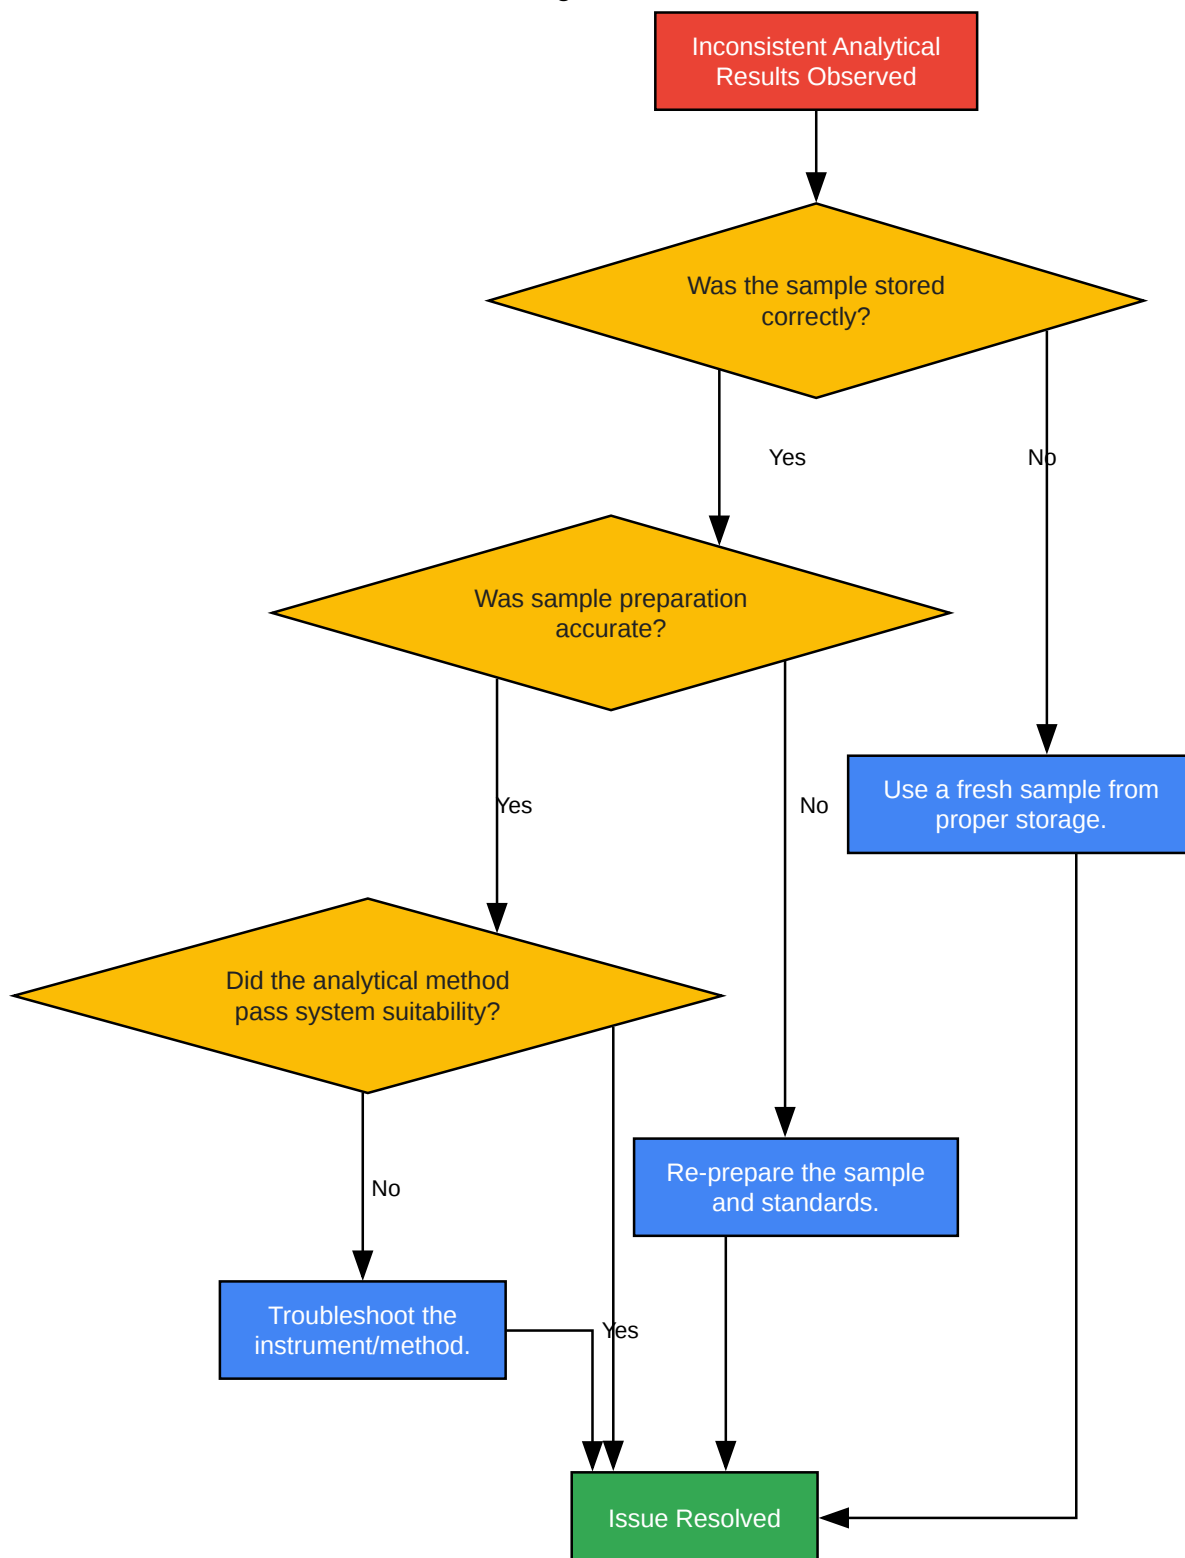 Inconsistent Analytical
Results Observed
Was the sample stored
correctly?
Yes
No
Was sample preparation
accurate?
Use a fresh sample from
proper storage.
Yes
No
Did the analytical method
pass system suitability?
Re-prepare the sample
and standards.
No
Troubleshoot the
instrument/method.
Yes
Issue Resolved